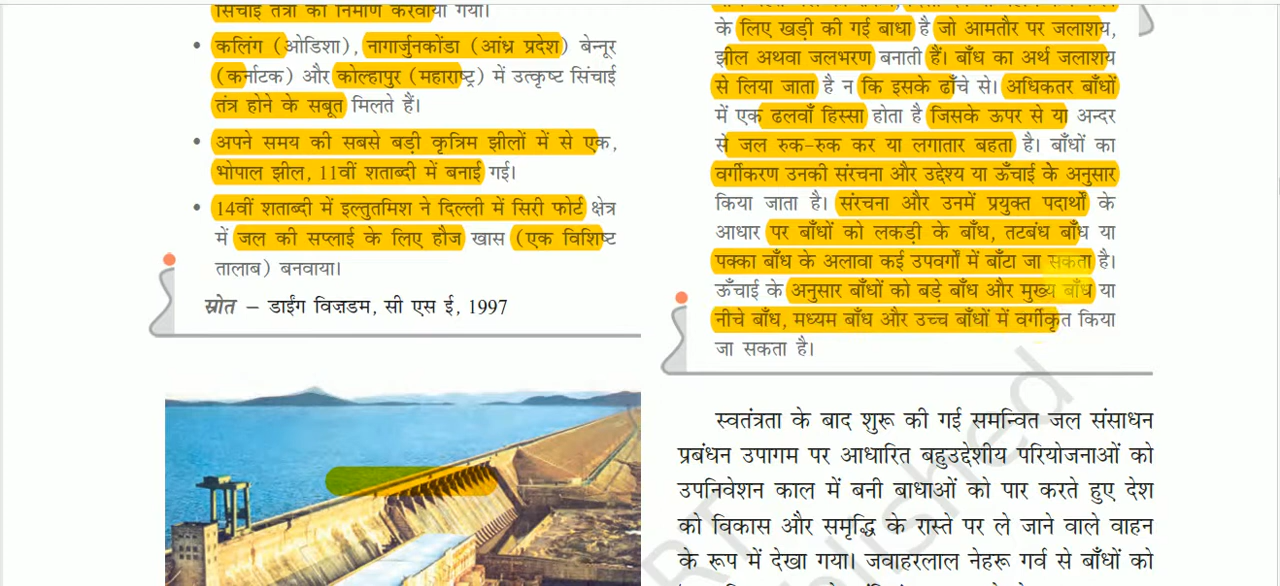 सिंचाई तंत्रों का निर्माण करवाया गया।
• कलिंग (ओडिशा), नागार्जुनकोंडा (आंध्र प्रदेश) बेन्नूर
(कर्नाटक) और कोल्हापुर (महाराष्ट्र) में उत्कृष्ट सिंचाई
तंत्र होने के सबूत मिलते हैं।
• अपने समय की सबसे बड़ी कृत्रिम झीलों में से एक,
भोपाल झील, 11वीं शताब्दी में बनाई गई।
• 14वीं शताब्दी में इल्तुतमिश ने दिल्ली में सिरी फोर्ट क्षेत्र
में जल की सप्लाई के लिए हौज खास (एक विशिष्ट
तालाब) बनवाया।
स्रोत – डाईंग विज़डम, सी एस ई, 1997
के लिए खड़ी की गई बाधा है जो आमतौर पर जलाशय,
झील अथवा जलभरण बनाती हैं। बाँध का अर्थ जलाशय
से लिया जाता है न कि इसके ढाँचे से। अधिकतर बाँधों
में एक ढलवाँ हिस्सा होता है जिसके ऊपर से या अन्दर
से जल रुक-रुक कर या लगातार बहता है। बाँधों का
वर्गीकरण उनकी संरचना और उद्देश्य या ऊँचाई के अनुसार
किया जाता है। संरचना और उनमें प्रयुक्त पदार्थों के
आधार पर बाँधों को लकड़ी के बाँध, तटबंध बाँध या
पक्का बाँध के अलावा कई उपवर्गों में बाँटा जा सकता है।
ऊँचाई के अनुसार बाँधों को बड़े बाँध और मुख्य बाँध या
नीचे बाँध, मध्यम बाँध और उच्च बाँधों में वर्गीकृत किया
जा सकता है।
स्वतंत्रता के बाद शुरू की गई समन्वित जल संसाधन
प्रबंधन उपागम पर आधारित बहुउद्देशीय परियोजनाओं को
उपनिवेशन काल में बनी बाधाओं को पार करते हुए देश
को विकास और समृद्धि के रास्ते पर ले जाने वाले वाहन
के रूप में देखा गया। जवाहरलाल नेहरू गर्व से बाँधों को